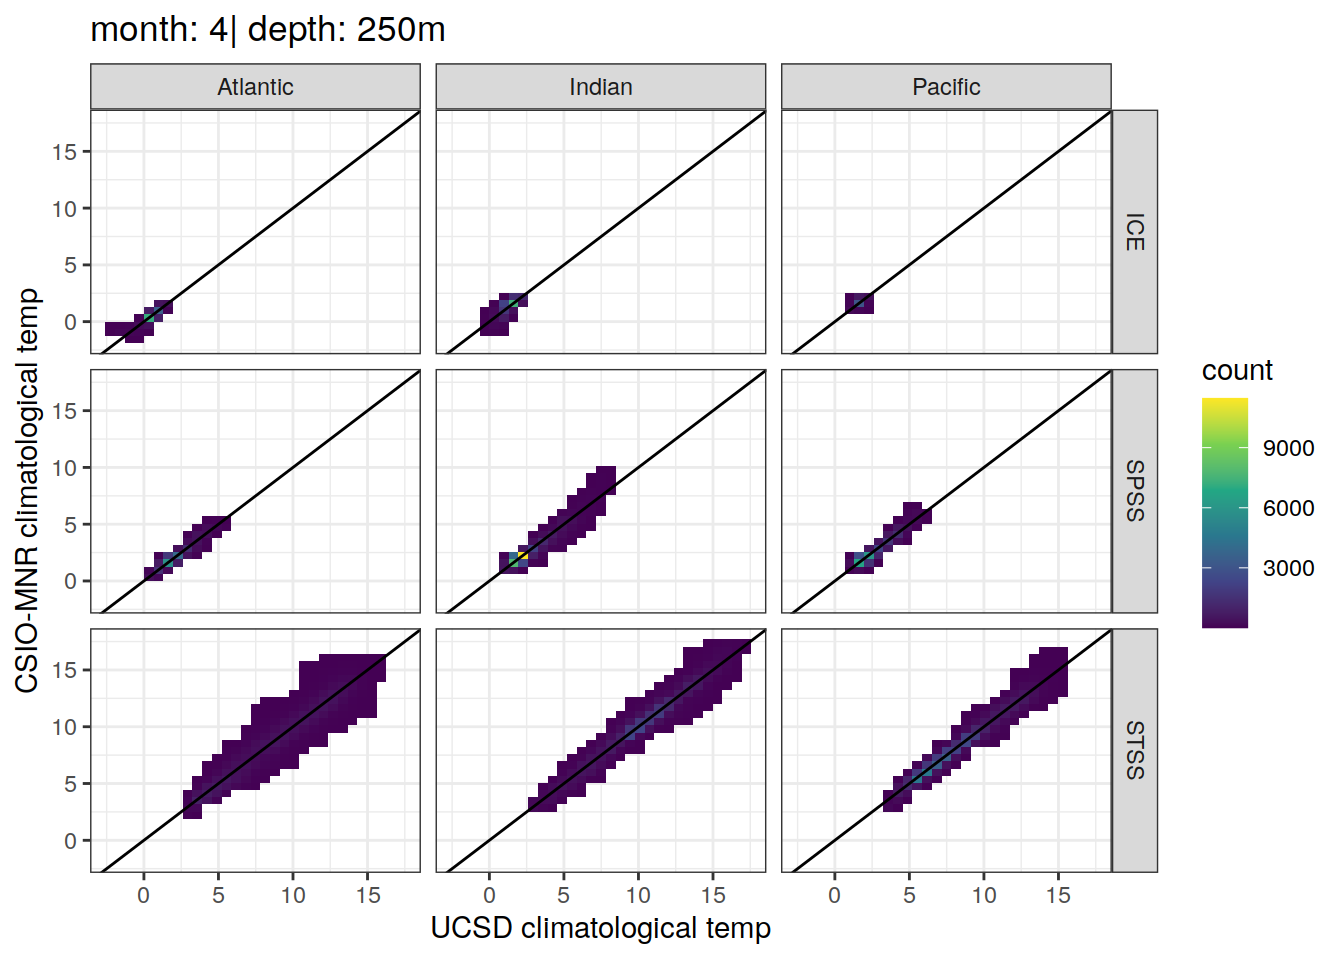 month: 4| depth: 250m
Atlantic
Indian
Pacific
15
10
5
0
ICE
15
10
5
0
SPSS
15
10
5
0
STSS
0 5 10 15
0 5 10 15
0 5 10 15
UCSD climatological temp
CSIO-MNR climatological temp
count
9000
6000
3000